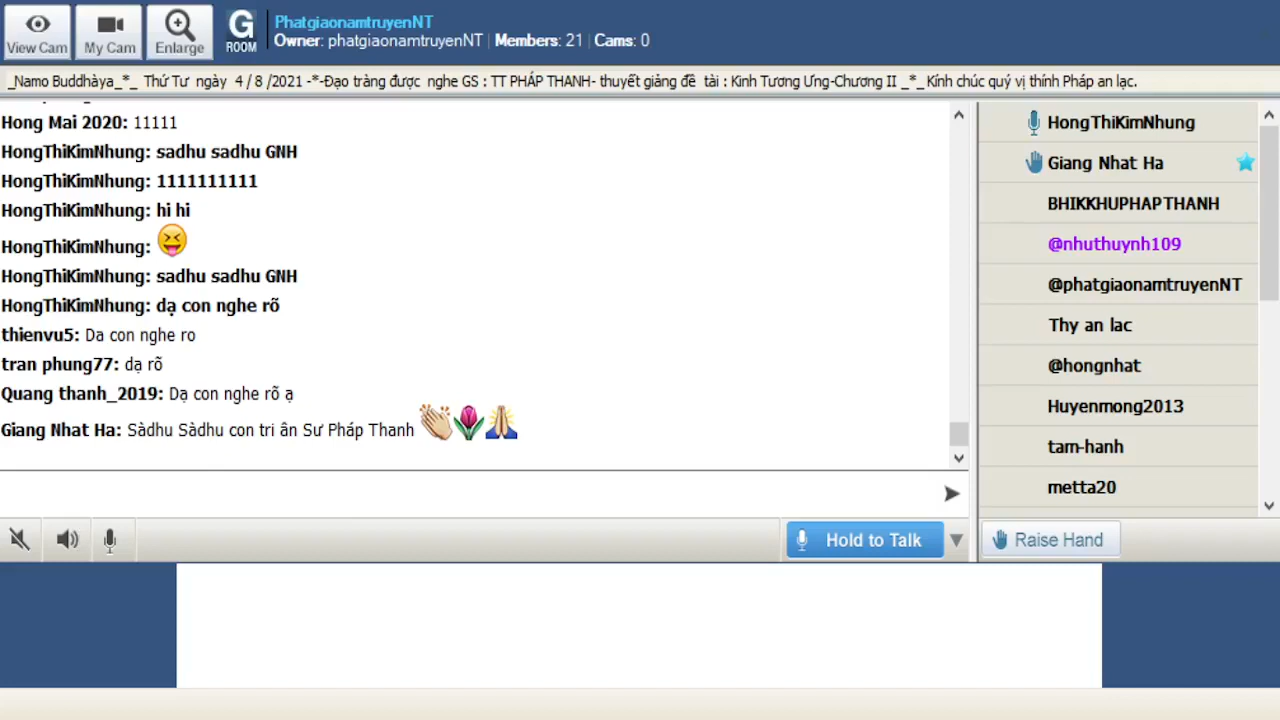 View Cam
My Cam
Enlarge
G
ROOM
PhatgiaonamtruyenNT
Owner: phatgiaonamtruyenNT | Members: 21 | Cams: 0
_Namo Buddhàya_*_ Thứ Tư ngày 4 / 8 /2021 -*-Đạo tràng được nghe GS : TT PHÁP THANH- thuyết giảng đề tài : Kinh Tương Ưng-Chương II _*_ Kính chúc quý vị thính Pháp an lạc.
Hong Mai 2020: 11111
HongThiKimNhung: sadhu sadhu GNH
HongThiKimNhung: 1111111111
HongThiKimNhung: hi hi
HongThiKimNhung:
HongThiKimNhung: sadhu sadhu GNH
HongThiKimNhung: dạ con nghe rõ
thienvu5: Da con nghe ro
tran phung77: dạ rõ
Quang thanh_2019: Dạ con nghe rõ ạ
Giang Nhat Ha: Sàdhu Sàdhu con tri ân Sư Pháp Thanh
HongThiKimNhung
Giang Nhat Ha
BHIKKHUPHAPTHANH
@nhuthuynh109
@phatgiaonamtruyenNT
Thy an lac
@hongnhat
Huyenmong2013
tam-hanh
metta20
Hold to Talk
Raise Hand